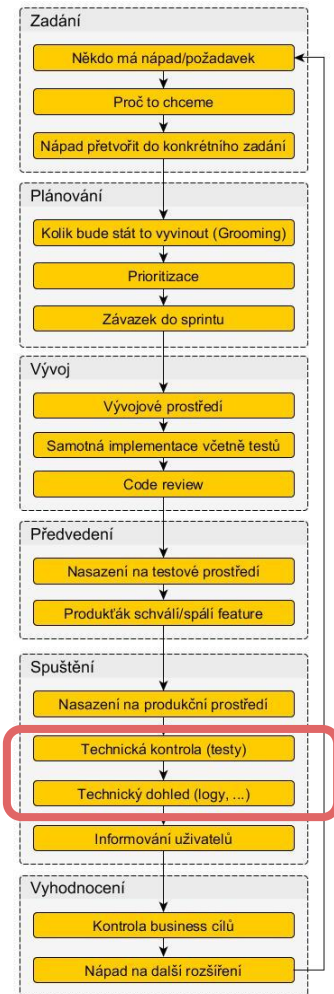 Zadání
Někdo má nápad/požadavek
Proč to chceme
Nápad přetvořit do konkrétního zadání
Plánování
Kolik bude stát to vyvinout (Grooming)
Prioritizace
Závazek do sprintu
Vývoj
Vývojové prostředí
Samotná implementace včetně testů
Code review
Předvedení
Nasazení na testové prostředí
Produkťák schválí/spálí feature
Spuštění
Nasazení na produkční prostředí
Technická kontrola (testy)
Technický dohled (logy, ...)
Informování uživatelů
Vyhodnocení
Kontrola business cílů
Nápad na další rozšíření